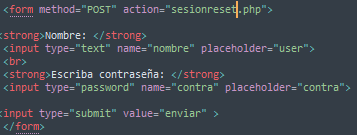 <form method="POST" action="sesionreset.php">
<strong>Nombre: </strong>
<input type="text" name="nombre" placeholder="user">
<br>
<strong>Escriba contraseña: </strong>
<input type="password" name="contra" placeholder="contra">
<input type="submit" value="enviar" >
</form>